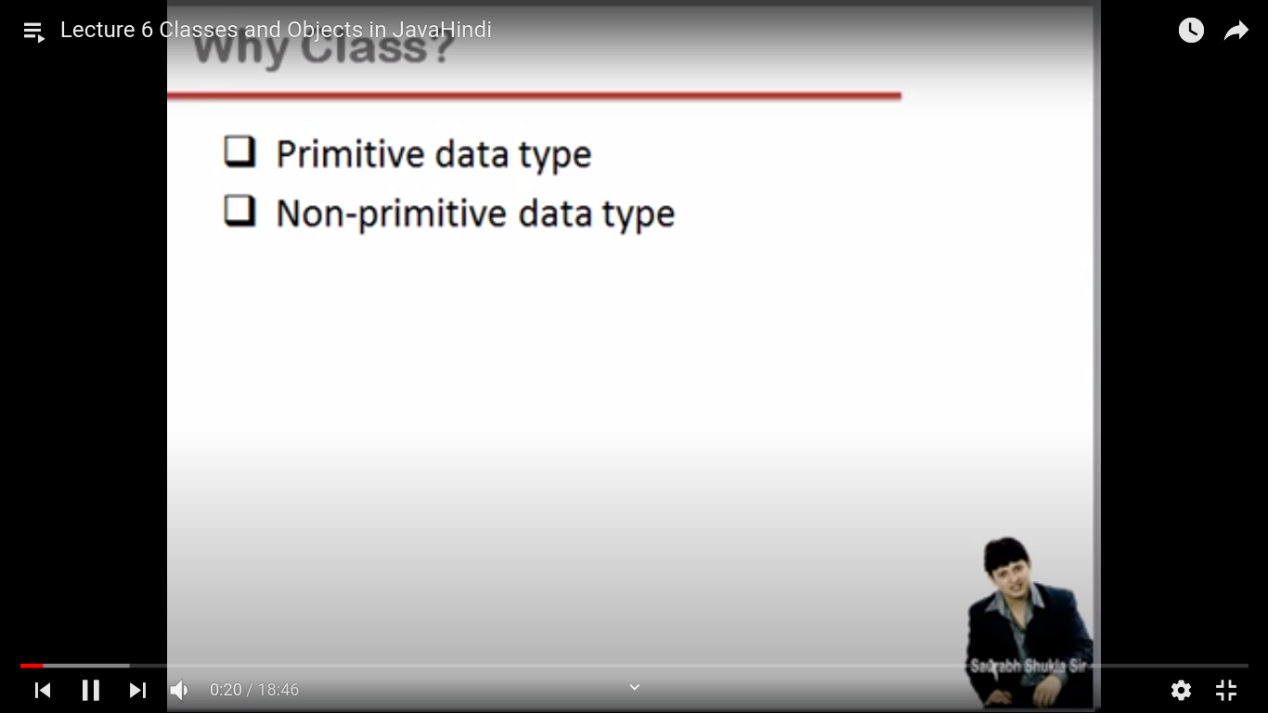 Lecture 6 Classes and Objects in JavaHindi
Why Class?
Primitive data type
Non-primitive data type
Saurabh Shukla Sir
0:20 / 18:46